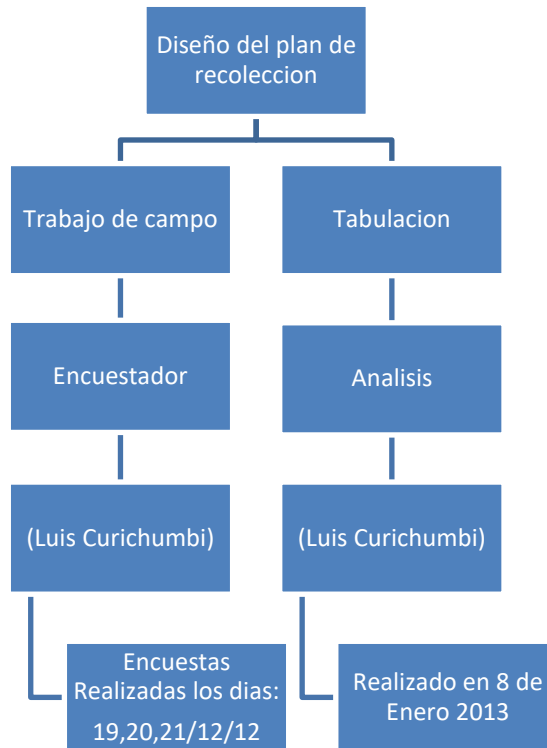 Diseño del plan de
recoleccion
Trabajo de campo
Tabulacion
Encuestador
Analisis
(Luis Curichumbi)
(Luis Curichumbi)
Encuestas
Realizadas los dias:
19,20,21/12/12
Realizado en 8 de
Enero 2013